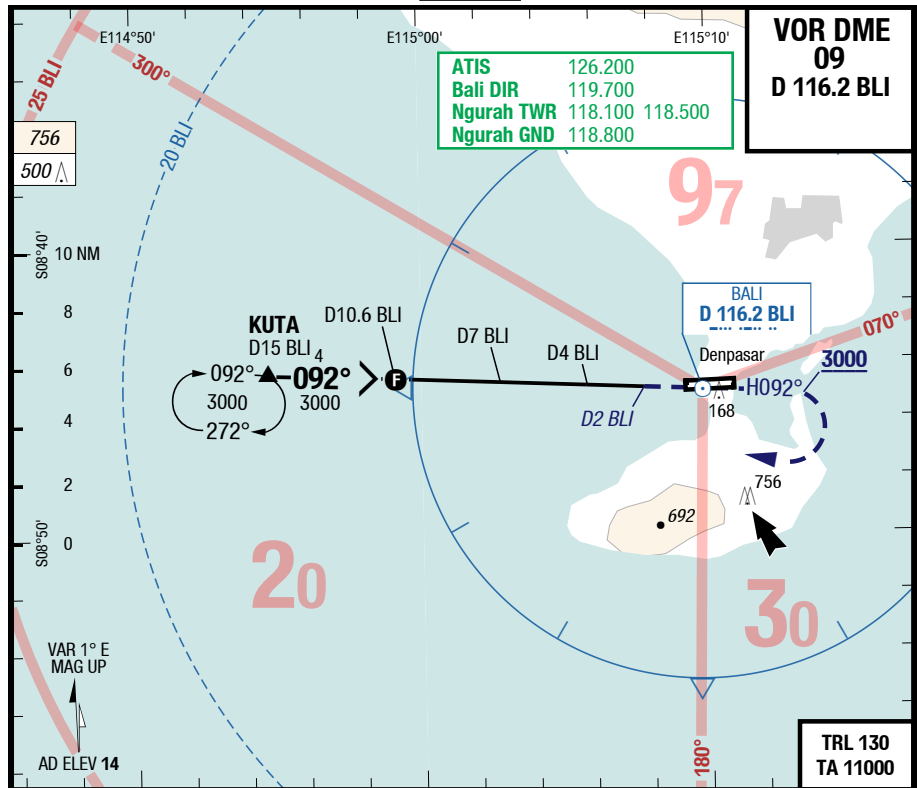 E114°50'
E115°00'
E115°10'
VOR DME
09
D 116.2 BLI
ATIS 126.200
Bali DIR 119.700
Ngurah TWR 118.100 118.500
Ngurah GND 118.800
25 BLI
300°
20 BLI
756
500
97
S08°40'
10 NM
8
6
4
2
0
S08°50'
KUTA
D15 BLI
4
D10.6 BLI
D7 BLI
D4 BLI
092°
3000
272°
092°
3000
F
D2 BLI
BALI
D 116.2 BLI
Denpasar
070°
H092°
3000
168
756
692
20
30
VAR 1° E
MAG UP
AD ELEV 14
180°
TRL 130
TA 11000